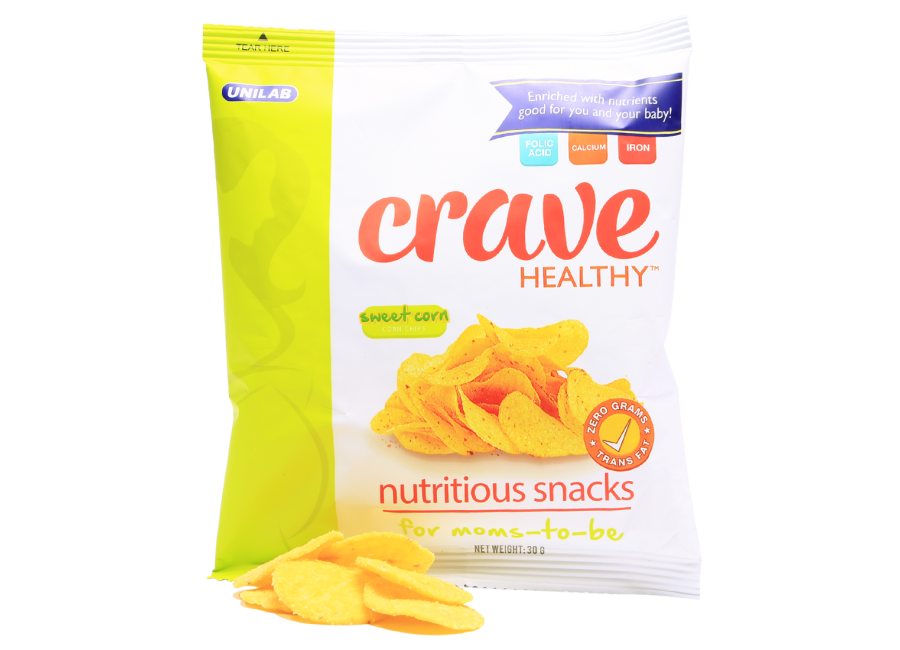 TEAR HERE
UNILAB
Enriched with nutrients
good for you and your baby!
FOLIC
ACID
CALCIUM
IRON
crave
HEALTHY™
sweet corn
CORN CHIPS
ZERO GRAMS
TRANS FAT
nutritious snacks
for moms-to-be
NET WEIGHT: 30 G